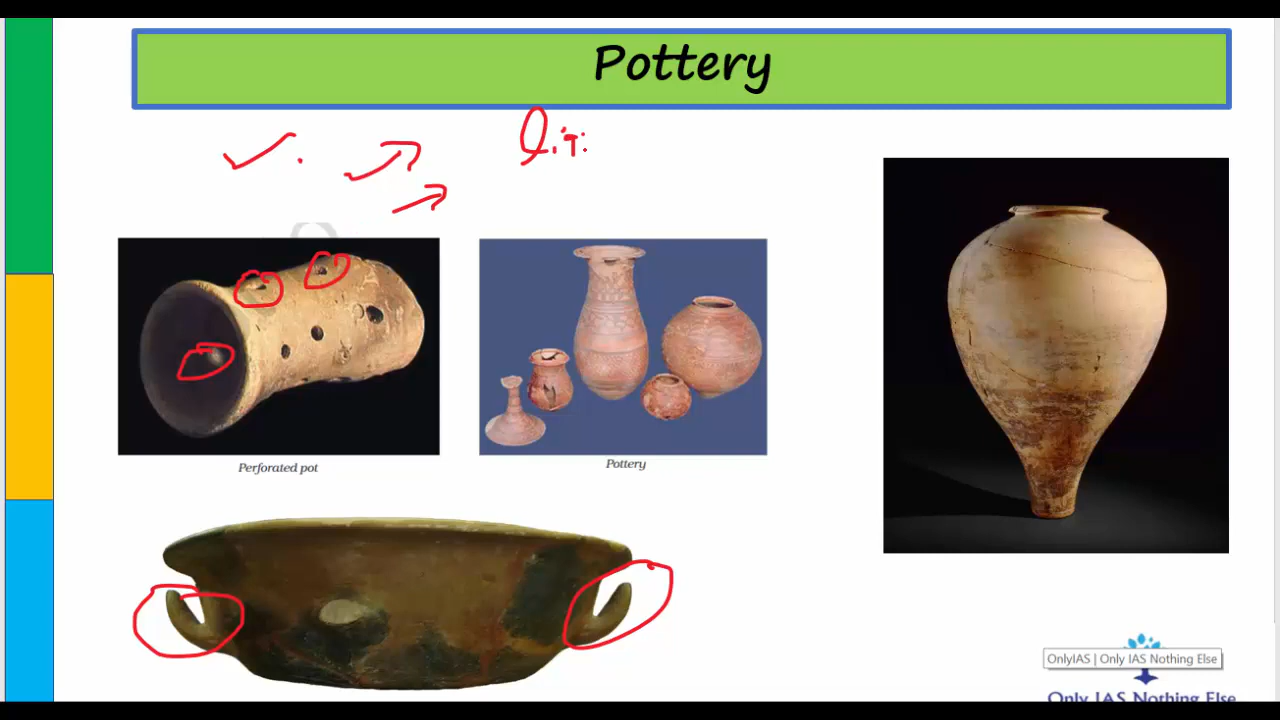 Pottery
Perforated pot
Pottery
OnlyIAS | Only IAS Nothing Else
Only IAS Nothing Else